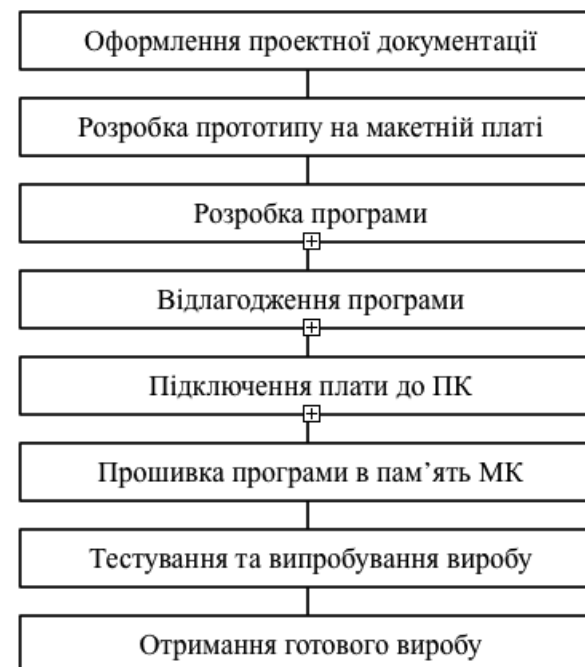 Оформлення проектної документації
Розробка прототипу на макетній платі
Розробка програми
Відлагодження програми
Підключення плати до ПК
Прошивка програми в пам’ять МК
Тестування та випробування виробу
Отримання готового виробу